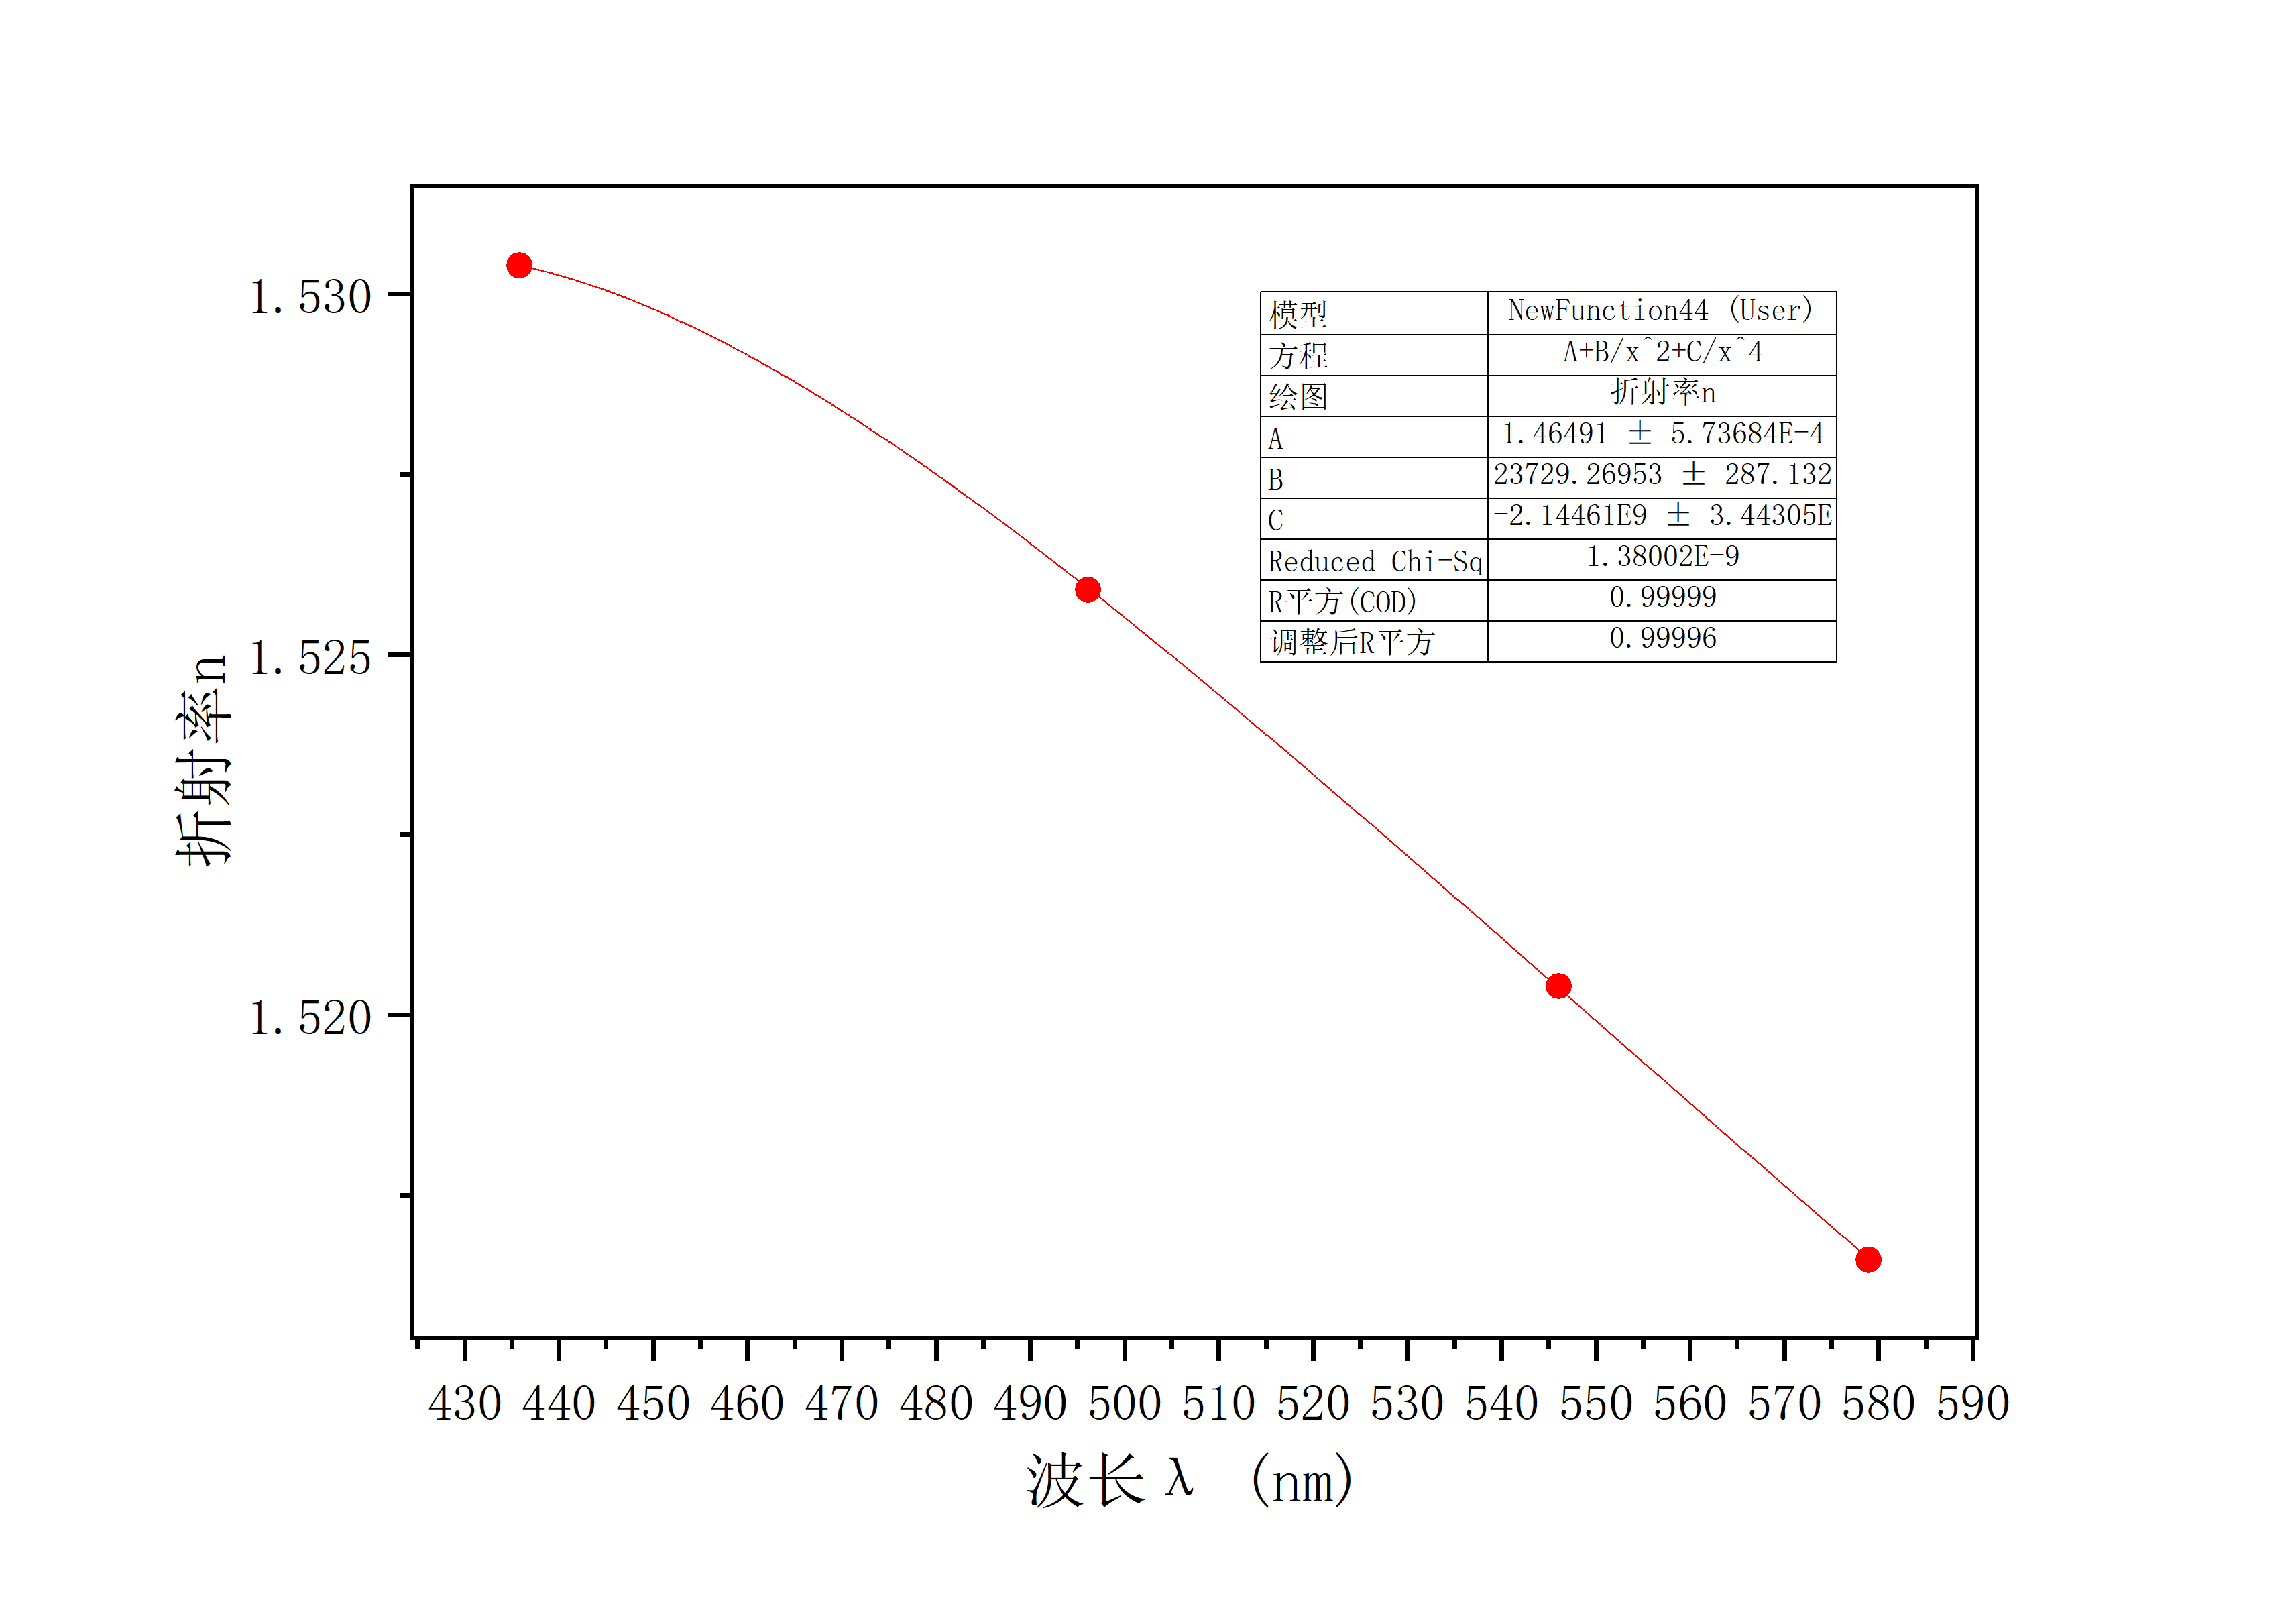 1.530
1.525
1.520
折射率n
模型 NewFunction44 (User)
方程 A+B/x^2+C/x^4
绘图 折射率n
A 1.46491 ± 5.73684E-4
B 23729.26953 ± 287.132
C -2.14461E9 ± 3.44305E
Reduced Chi-Sq 1.38002E-9
R平方(COD) 0.99999
调整后R平方 0.99996
430 440 450 460 470 480 490 500 510 520 530 540 550 560 570 580 590
波长λ (nm)